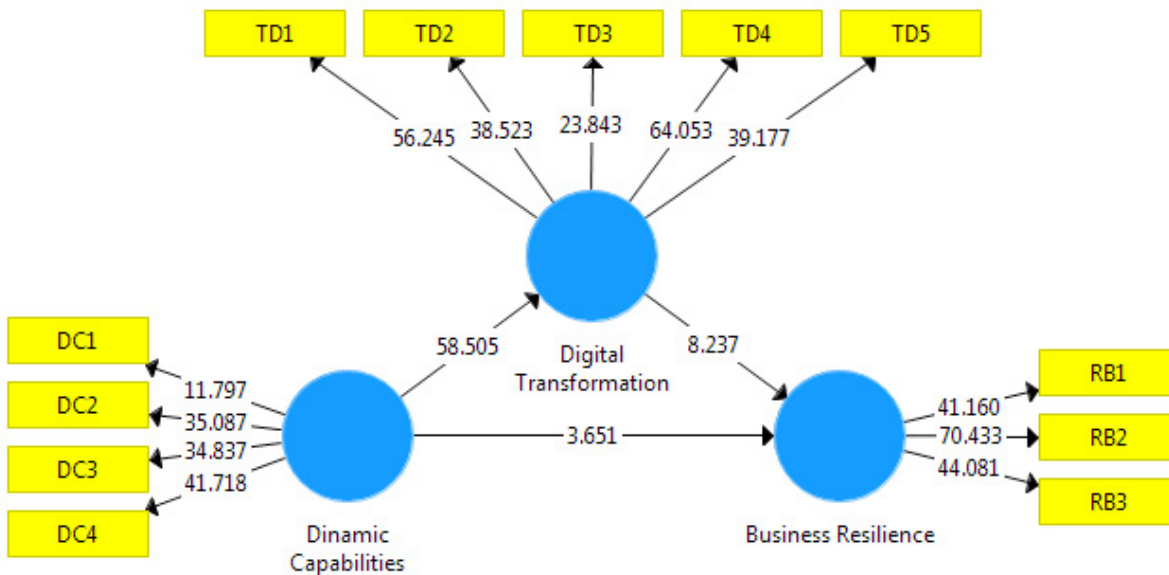 TD1
TD2
TD3
TD4
TD5
56.245
38.523
23.843
64.053
39.177
58.505
Digital
Transformation
8.237
DC1
DC2
DC3
DC4
11.797
35.087
34.837
41.718
Dinamic
Capabilities
3.651
Business Resilience
41.160
70.433
44.081
RB1
RB2
RB3